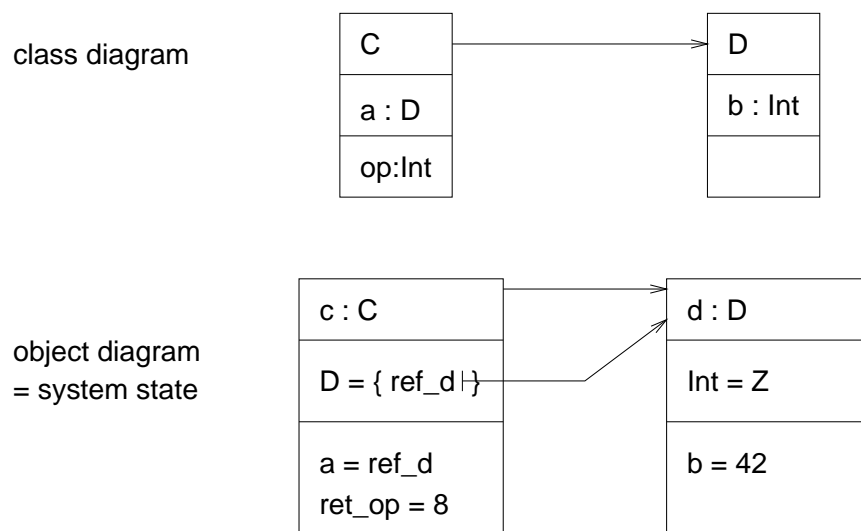 class diagram
C
a : D
op:Int
D
b : Int
object diagram
= system state
c : C
D = { ref_d }
a = ref_d
ret_op = 8
d : D
Int = Z
b = 42